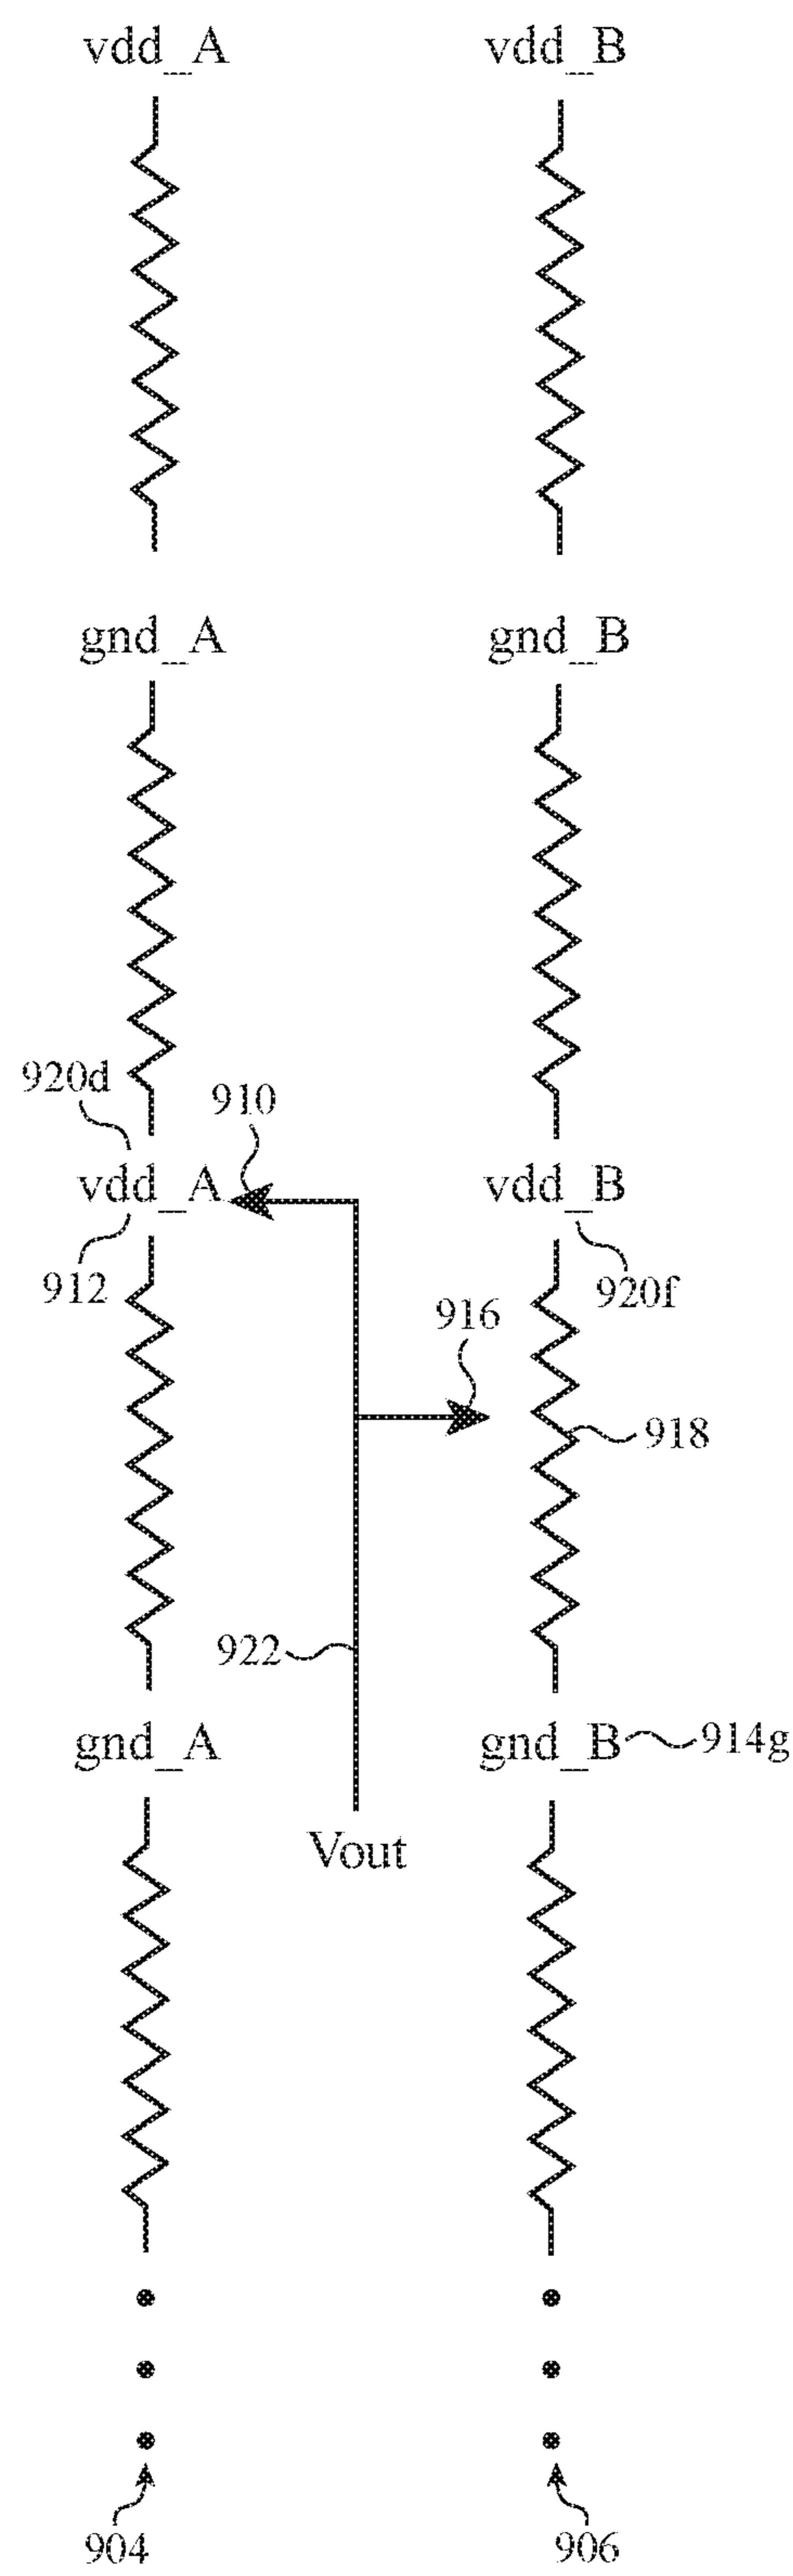 vdd_A
vdd_B
gnd_A
gnd_B
920d
910
vdd_A
vdd_B
912
920f
916
918
922
gnd_A
gnd_B
914g
Vout
904
906